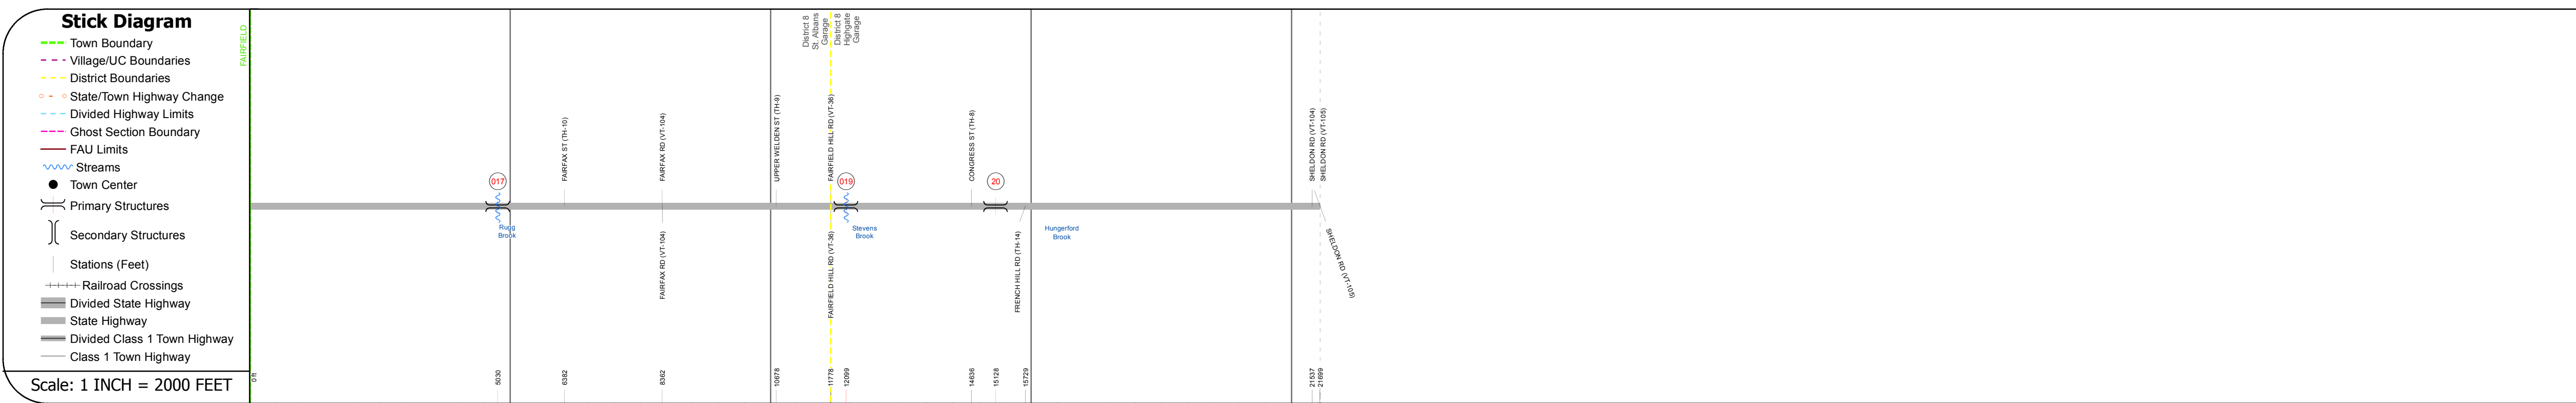 Stick Diagram
Town Boundary
Village/UC Boundaries
District Boundaries
State/Town Highway Change
Divided Highway Limits
Ghost Section Boundary
FAU Limits
Streams
Town Center
Primary Structures
Secondary Structures
Stations (Feet)
Railroad Crossings
Divided State Highway
State Highway
Divided Class 1 Town Highway
Class 1 Town Highway
Scale: 1 INCH = 2000 FEET
FAIRFIELD
District 8
St. Albans
Garage
District 8
Highgate
Garage
FAIRFAX ST (TH-10)
FAIRFAX RD (VT-104)
UPPER WELDEN ST (TH-9)
FAIRFIELD HILL RD (VT-36)
CONGRESS ST (TH-8)
SHELDON RD (VT-104)
SHELDON RD (VT-105)
017
019
20
Rugg
Brook
Stevens
Brook
Hungerford
Brook
FAIRFAX RD (VT-104)
FAIRFIELD HILL RD (VT-36)
FRENCH HILL RD (TH-14)
SHELDON RD (VT-105)
0 ft
5030
6382
8362
10678
11778
12099
14636
15128
15729
21537
21699